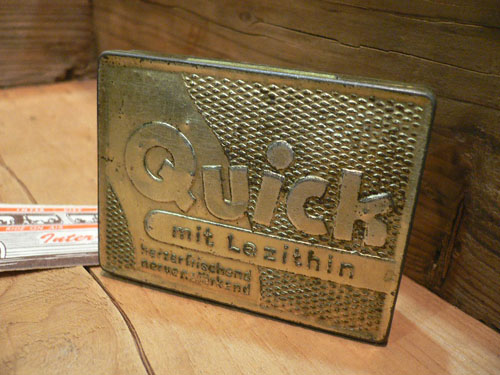 Quick
mit Lezithin
herzerfrischend
nervenstärkend
Inter